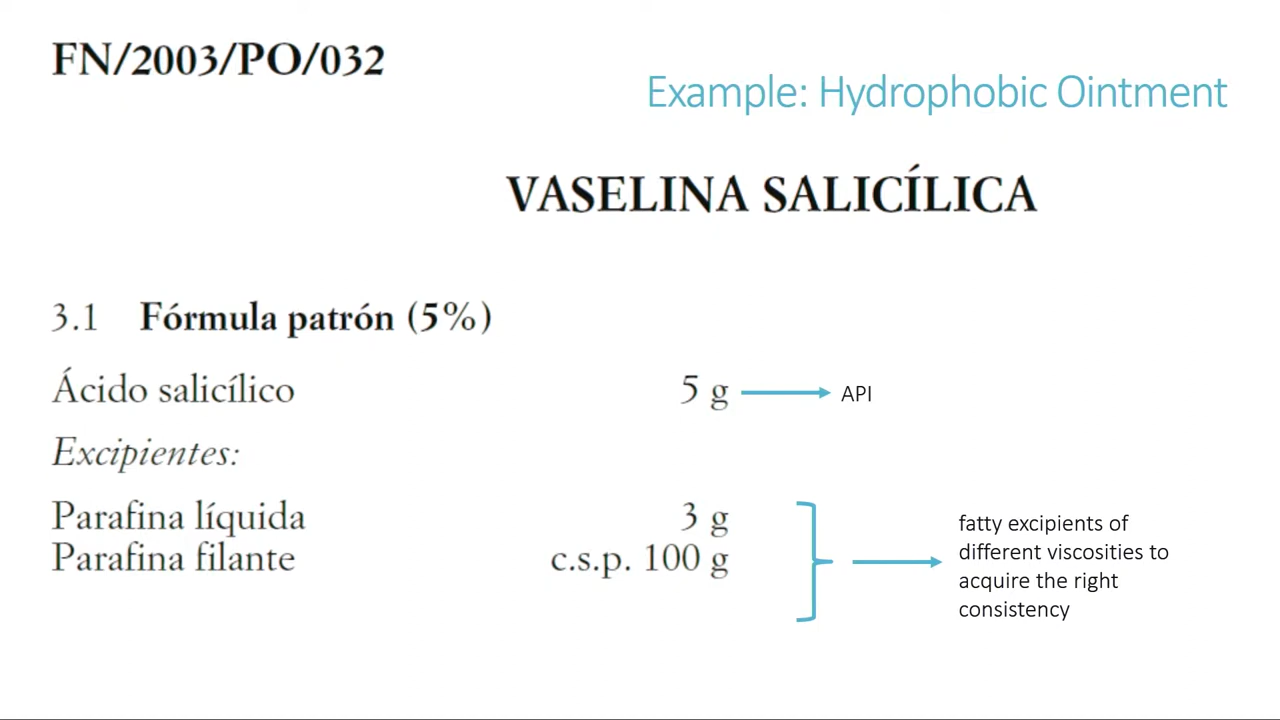 FN/2003/PO/032
Example: Hydrophobic Ointment
VASELINA SALICÍLICA
3.1 Fórmula patrón (5%)
Ácido salicílico 5 g API
Excipientes:
Parafina líquida 3 g
Parafina filante c.s.p. 100 g
fatty excipients of
different viscosities to
acquire the right
consistency